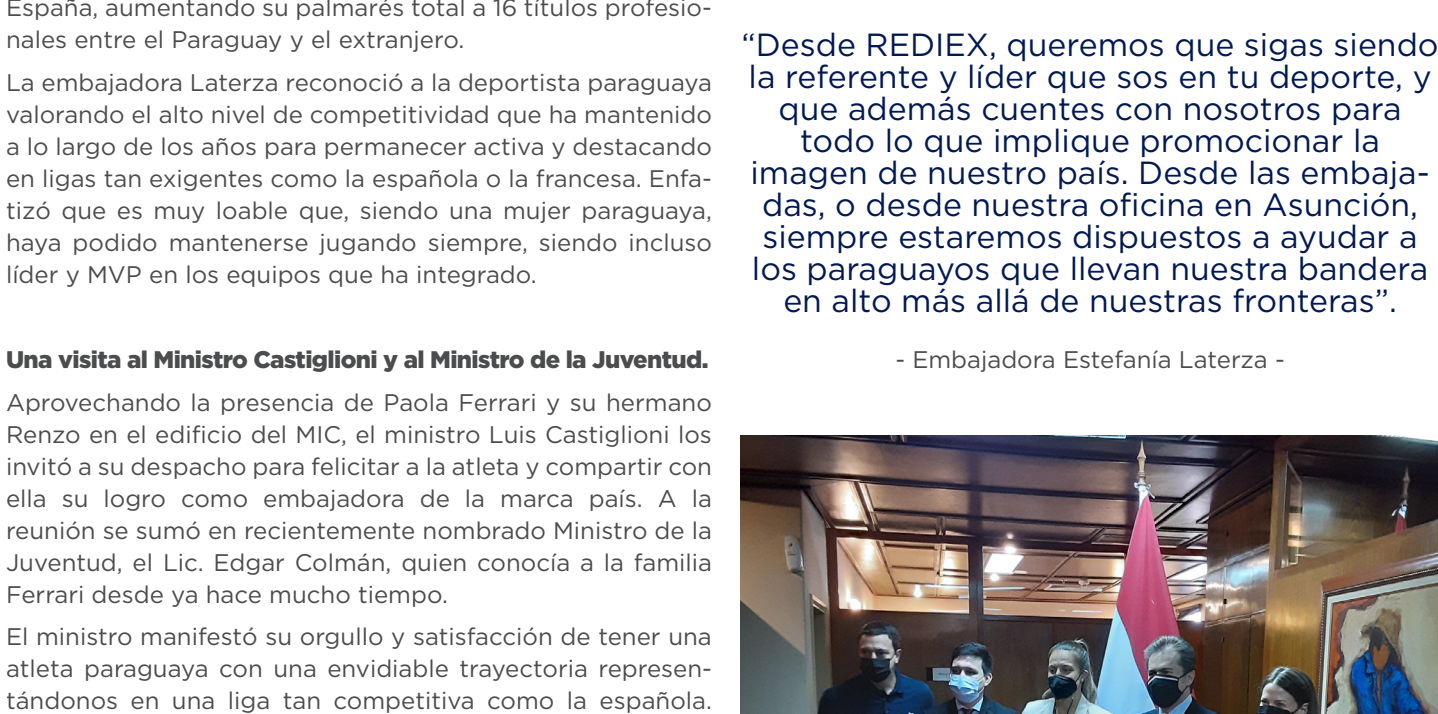 España, aumentando su palmarés total a 16 títulos profesio-
nales entre el Paraguay y el extranjero.
La embajadora Laterza reconoció a la deportista paraguaya
valorando el alto nivel de competitividad que ha mantenido
a lo largo de los años para permanecer activa y destacando
en ligas tan exigentes como la española o la francesa. Enfa-
tizó que es muy loable que, siendo una mujer paraguaya,
haya podido mantenerse jugando siempre, siendo incluso
líder y MVP en los equipos que ha integrado.
Una visita al Ministro Castiglioni y al Ministro de la Juventud.
Aprovechando la presencia de Paola Ferrari y su hermano
Renzo en el edificio del MIC, el ministro Luis Castiglioni los
invitó a su despacho para felicitar a la atleta y compartir con
ella su logro como embajadora de la marca país. A la
reunión se sumó en recientemente nombrado Ministro de la
Juventud, el Lic. Edgar Colmán, quien conocía a la familia
Ferrari desde ya hace mucho tiempo.
El ministro manifestó su orgullo y satisfacción de tener una
atleta paraguaya con una envidiable trayectoria represen-
tándonos en una liga tan competitiva como la española.
“Desde REDIEX, queremos que sigas siendo
la referente y líder que sos en tu deporte, y
que además cuentes con nosotros para
todo lo que implique promocionar la
imagen de nuestro país. Desde las embaja-
das, o desde nuestra oficina en Asunción,
siempre estaremos dispuestos a ayudar a
los paraguayos que llevan nuestra bandera
en alto más allá de nuestras fronteras”.
- Embajadora Estefanía Laterza -